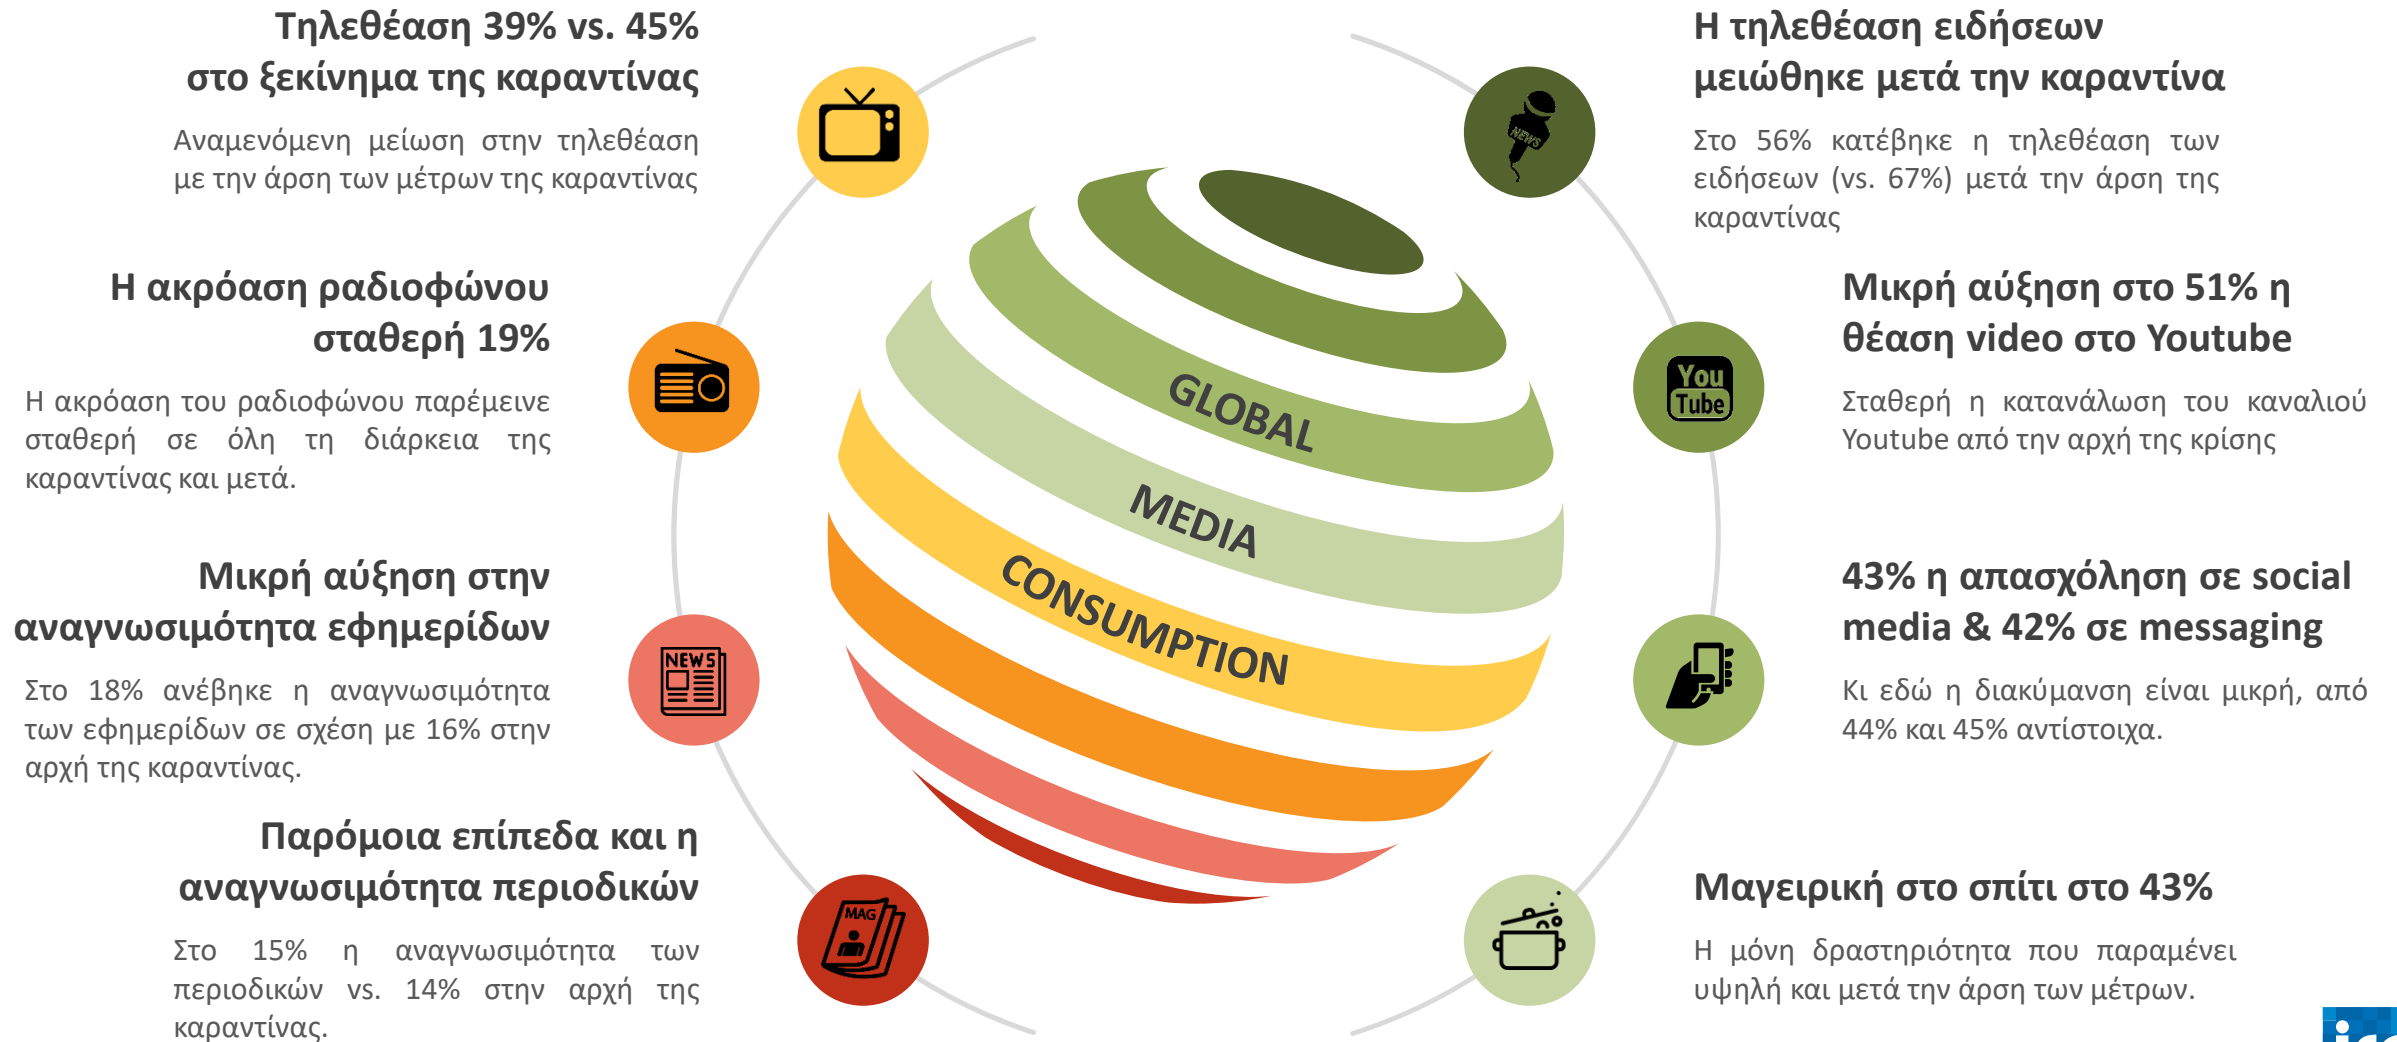 Τηλεθέαση 39% vs. 45%
στο ξεκίνημα της καραντίνας
Αναμενόμενη μείωση στην τηλεθέαση
με την άρση των μέτρων της καραντίνας
Η ακρόαση ραδιοφώνου
σταθερή 19%
Η ακρόαση του ραδιοφώνου παρέμεινε
σταθερή σε όλη τη διάρκεια της
καραντίνας και μετά.
Μικρή αύξηση στην
αναγνωσιμότητα εφημερίδων
Στο 18% ανέβηκε η αναγνωσιμότητα
των εφημερίδων σε σχέση με 16% στην
αρχή της καραντίνας.
Παρόμοια επίπεδα και η
αναγνωσιμότητα περιοδικών
Στο 15% η αναγνωσιμότητα των
περιοδικών vs. 14% στην αρχή της
καραντίνας.
NEWS
MAG
GLOBAL
MEDIA
CONSUMPTION
NEWS
You
Tube
Η τηλεθέαση ειδήσεων
μειώθηκε μετά την καραντίνα
Στο 56% κατέβηκε η τηλεθέαση των
ειδήσεων (vs. 67%) μετά την άρση της
καραντίνας
Μικρή αύξηση στο 51% η
θέαση video στο Youtube
Σταθερή η κατανάλωση του καναλιού
Youtube από την αρχή της κρίσης
43% η απασχόληση σε social
media & 42% σε messaging
Κι εδώ η διακύμανση είναι μικρή, από
44% και 45% αντίστοιχα.
Μαγειρική στο σπίτι στο 43%
Η μόνη δραστηριότητα που παραμένει
υψηλή και μετά την άρση των μέτρων.